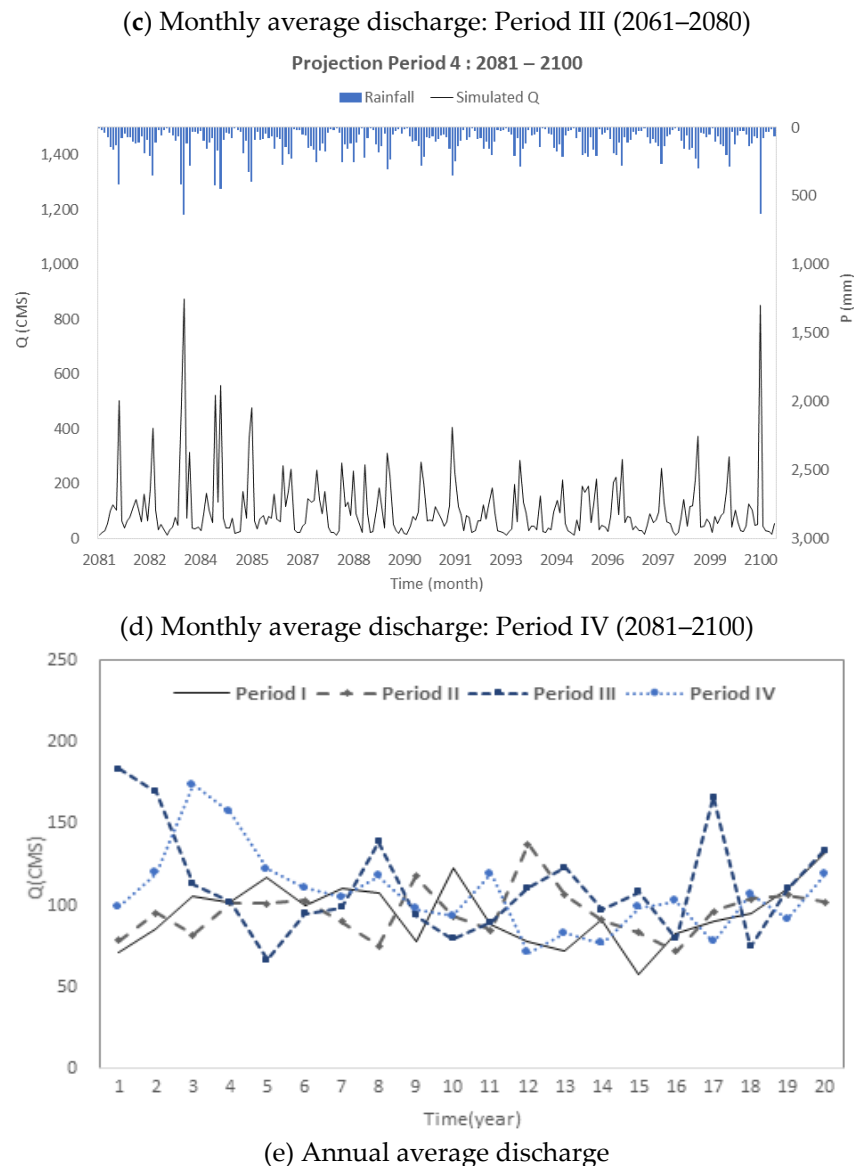 (c) Monthly average discharge: Period III (2061–2080)
Projection Period 4 : 2081 – 2100
Rainfall Simulated Q
1,400
1,200
1,000
800
600
400
200
0
Q (CMS)
0
500
1,000
1,500
2,000
2,500
3,000
P (mm)
2081 2082 2084 2085 2087 2088 2090 2091 2093 2094 2096 2097 2099 2100
Time (month)
(d) Monthly average discharge: Period IV (2081–2100)
250
200
150
100
50
0
Q(CMS)
Period I Period II Period III Period IV
1 2 3 4 5 6 7 8 9 10 11 12 13 14 15 16 17 18 19 20
Time(year)
(e) Annual average discharge